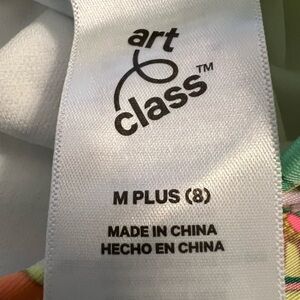 art
class™
M PLUS (8)
MADE IN CHINA
HECHO EN CHINA